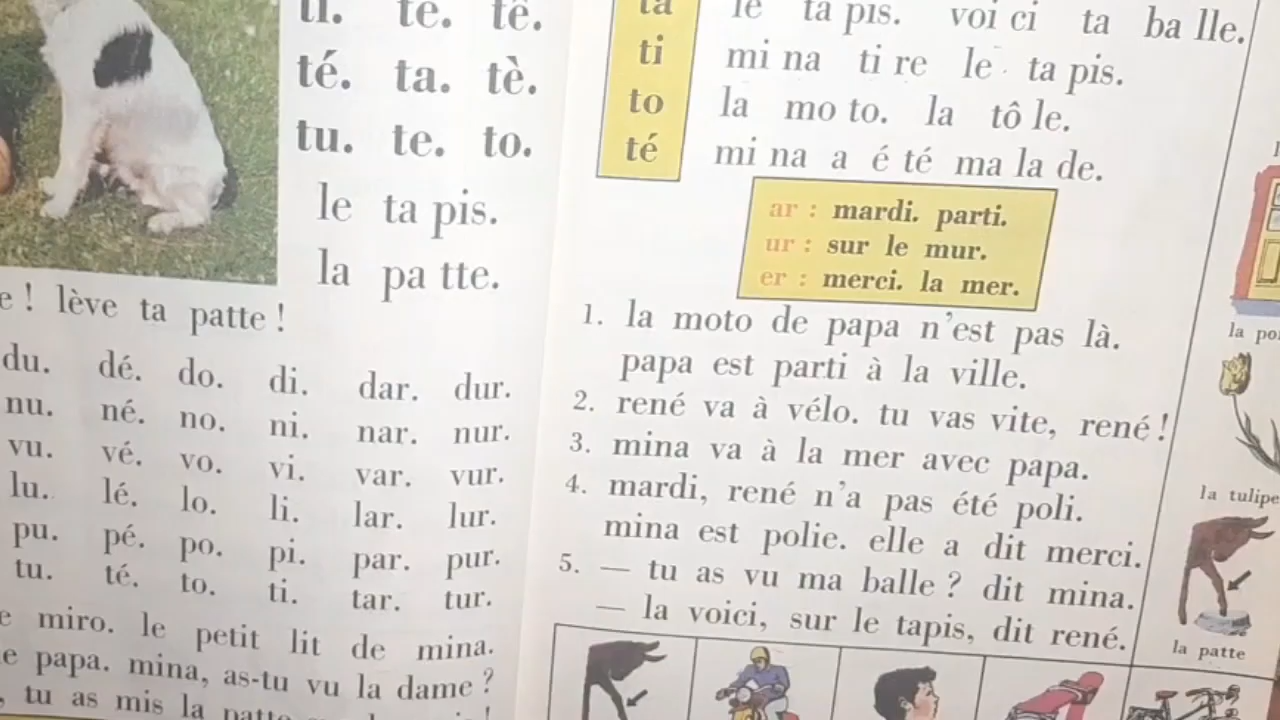 ti. te. tê.
té. ta. tè.
tu. te. to.
le ta pis.
la pa tte.
! lève ta patte !
du. dé. do. di. dar. dur.
nu. né. no. ni. nar. nur.
vu. vé. vo. vi. var. vur.
lu. lé. lo. li. lar. lur.
pu. pé. po. pi. par. pur.
tu. té. to. ti. tar. tur.
miro. le petit lit de mina.
papa. mina, as-tu vu la dame ?
tu as mis la patte
ta
ti
to
té
le ta pis. voi ci ta ba lle.
mi na ti re le ta pis.
la mo to. la tô le.
mi na a é té ma la de.
ar : mardi. parti.
ur : sur le mur.
er : merci. la mer.
1. la moto de papa n'est pas là.
papa est parti à la ville.
2. rené va à vélo. tu vas vite, rené !
3. mina va à la mer avec papa.
4. mardi, rené n'a pas été poli.
mina est polie. elle a dit merci.
5. — tu as vu ma balle ? dit mina.
— la voici, sur le tapis, dit rené.
la
la tulipe
la patte